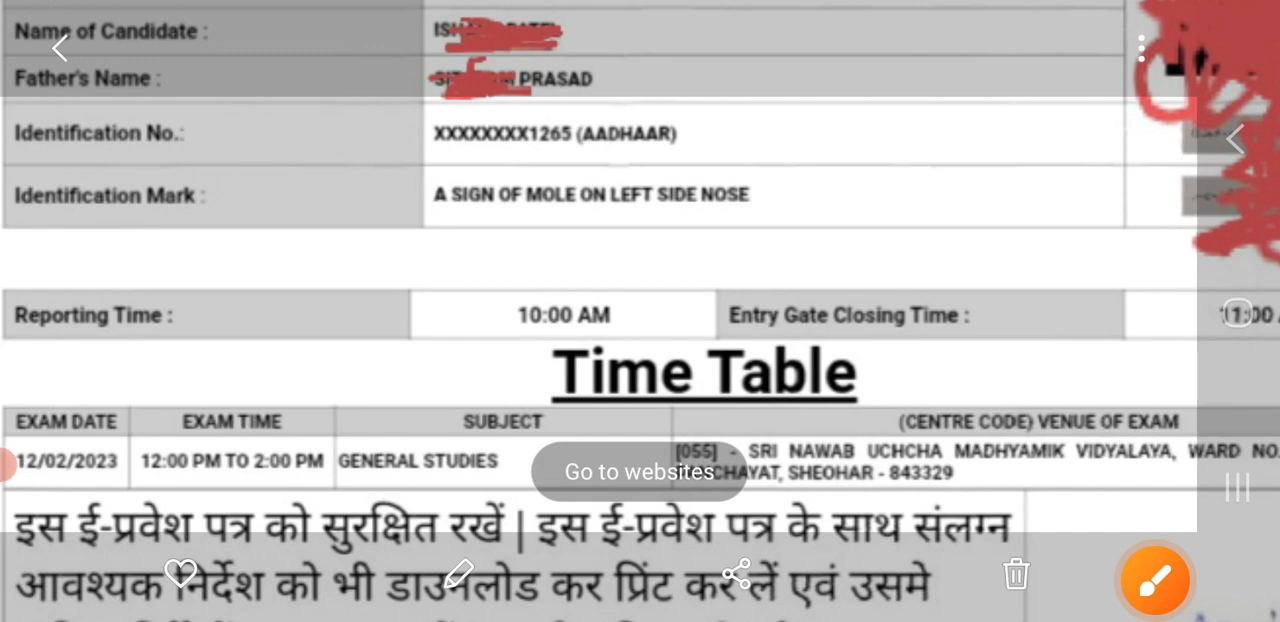 Name of Candidate :
Father's Name : PRASAD
Identification No.: XXXXXXXX1265 (AADHAAR)
Identification Mark : A SIGN OF MOLE ON LEFT SIDE NOSE
Reporting Time : 10:00 AM Entry Gate Closing Time : 11:00
Time Table
EXAM DATE EXAM TIME SUBJECT (CENTRE CODE) VENUE OF EXAM
12/02/2023 12:00 PM TO 2:00 PM GENERAL STUDIES [055] - SRI NAWAB UCHCHA MADHYAMIK VIDYALAYA, WARD NO.
SHEOHAR - 843329
Go to websites
इस ई-प्रवेश पत्र को सुरक्षित रखें | इस ई-प्रवेश पत्र के साथ संलग्न
आवश्यक निर्देश को भी डाउनलोड कर प्रिंट कर लें एवं उसमे